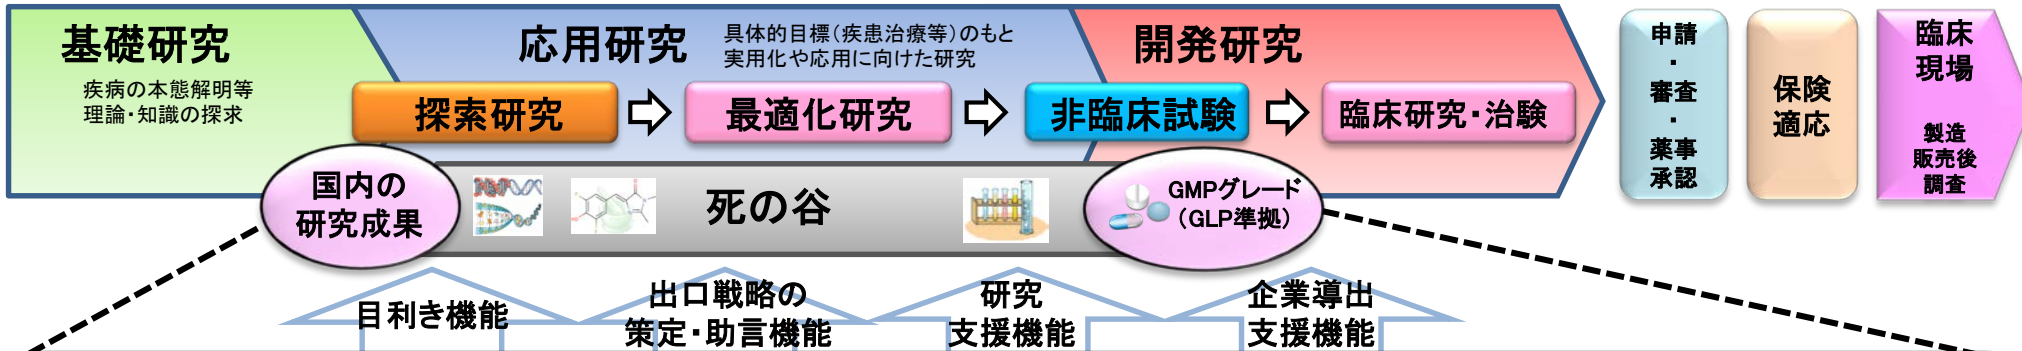 基礎研究
疾病の本態解明等
理論・知識の探求
応用研究
具体的目標(疾患治療等)のもと
実用化や応用に向けた研究
開発研究
探索研究
最適化研究
非臨床試験
臨床研究・治験
申請
・
審査
・
薬事
承認
保険
適応
臨床
現場
製造
販売後
調査
国内の
研究成果
死の谷
GMPグレード
(GLP準拠)
目利き機能
出口戦略の
策定・助言機能
研究
支援機能
企業導出
支援機能